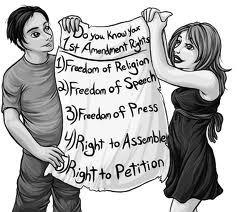 Do you Know your
1st Amendment Rights
1) Freedom of Religion
2) Freedom of Speech
3) Freedom of Press
4) Right to Assemble
5) Right to Petition